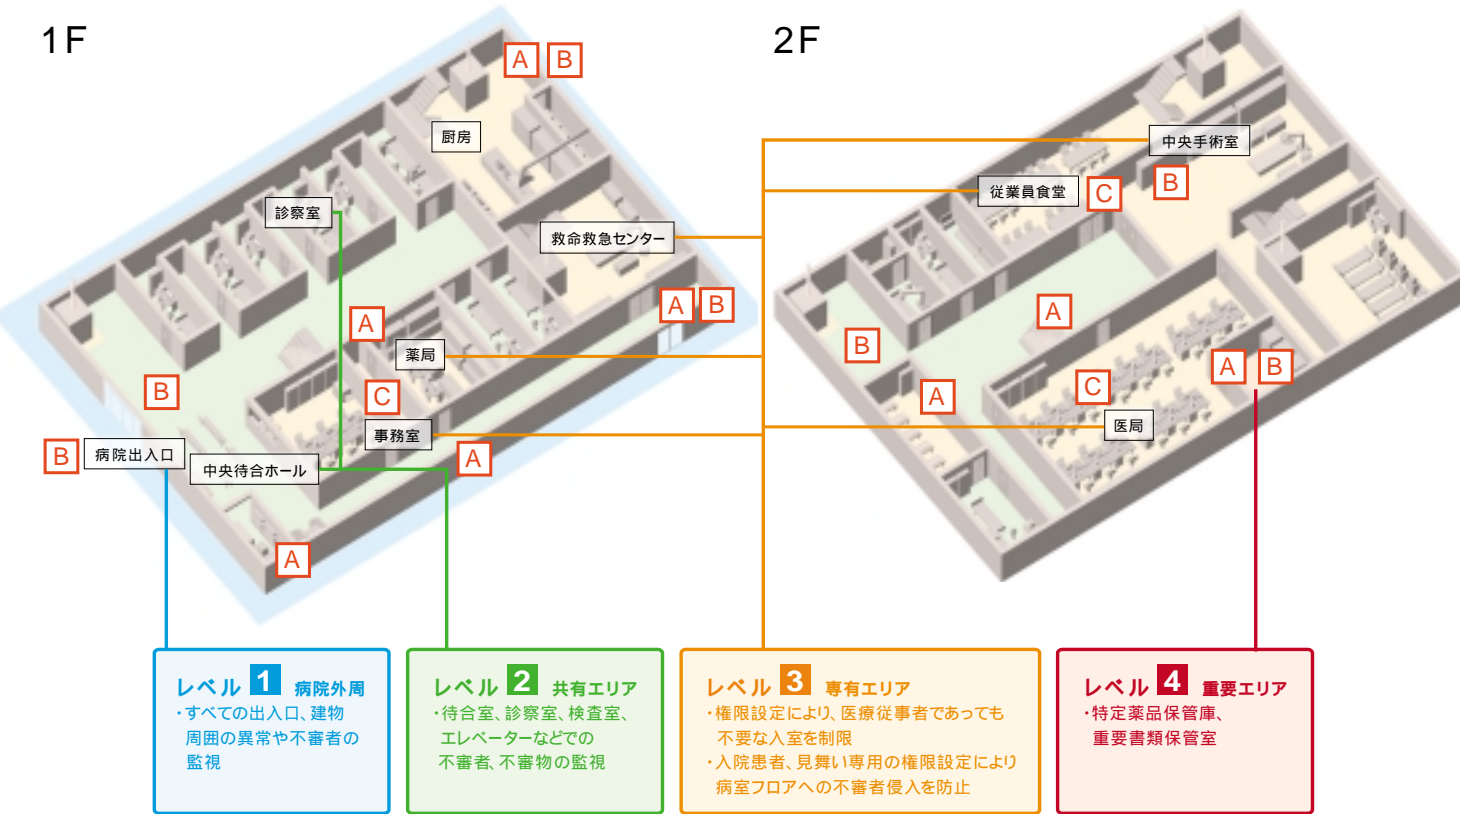 1F
2F
A B
厨房
中央手術室
B
従業員食堂
C
診察室
救命救急センター
A B
A
薬局
C
事務室
A
B
B
病院出入口
中央待合ホール
A
A
B
A
A B
C
医局
レベル 1 病院外周
・すべての出入口、建物
周囲の異常や不審者の
監視
レベル 2 共有エリア
・待合室、診察室、検査室、
エレベーターなどでの
不審者、不審物の監視
レベル 3 専有エリア
・権限設定により、医療従事者であっても
不要な入室を制限
・入院患者、見舞い専用の権限設定により
病室フロアへの不審者侵入を防止
レベル 4 重要エリア
・特定薬品保管庫、
重要書類保管室